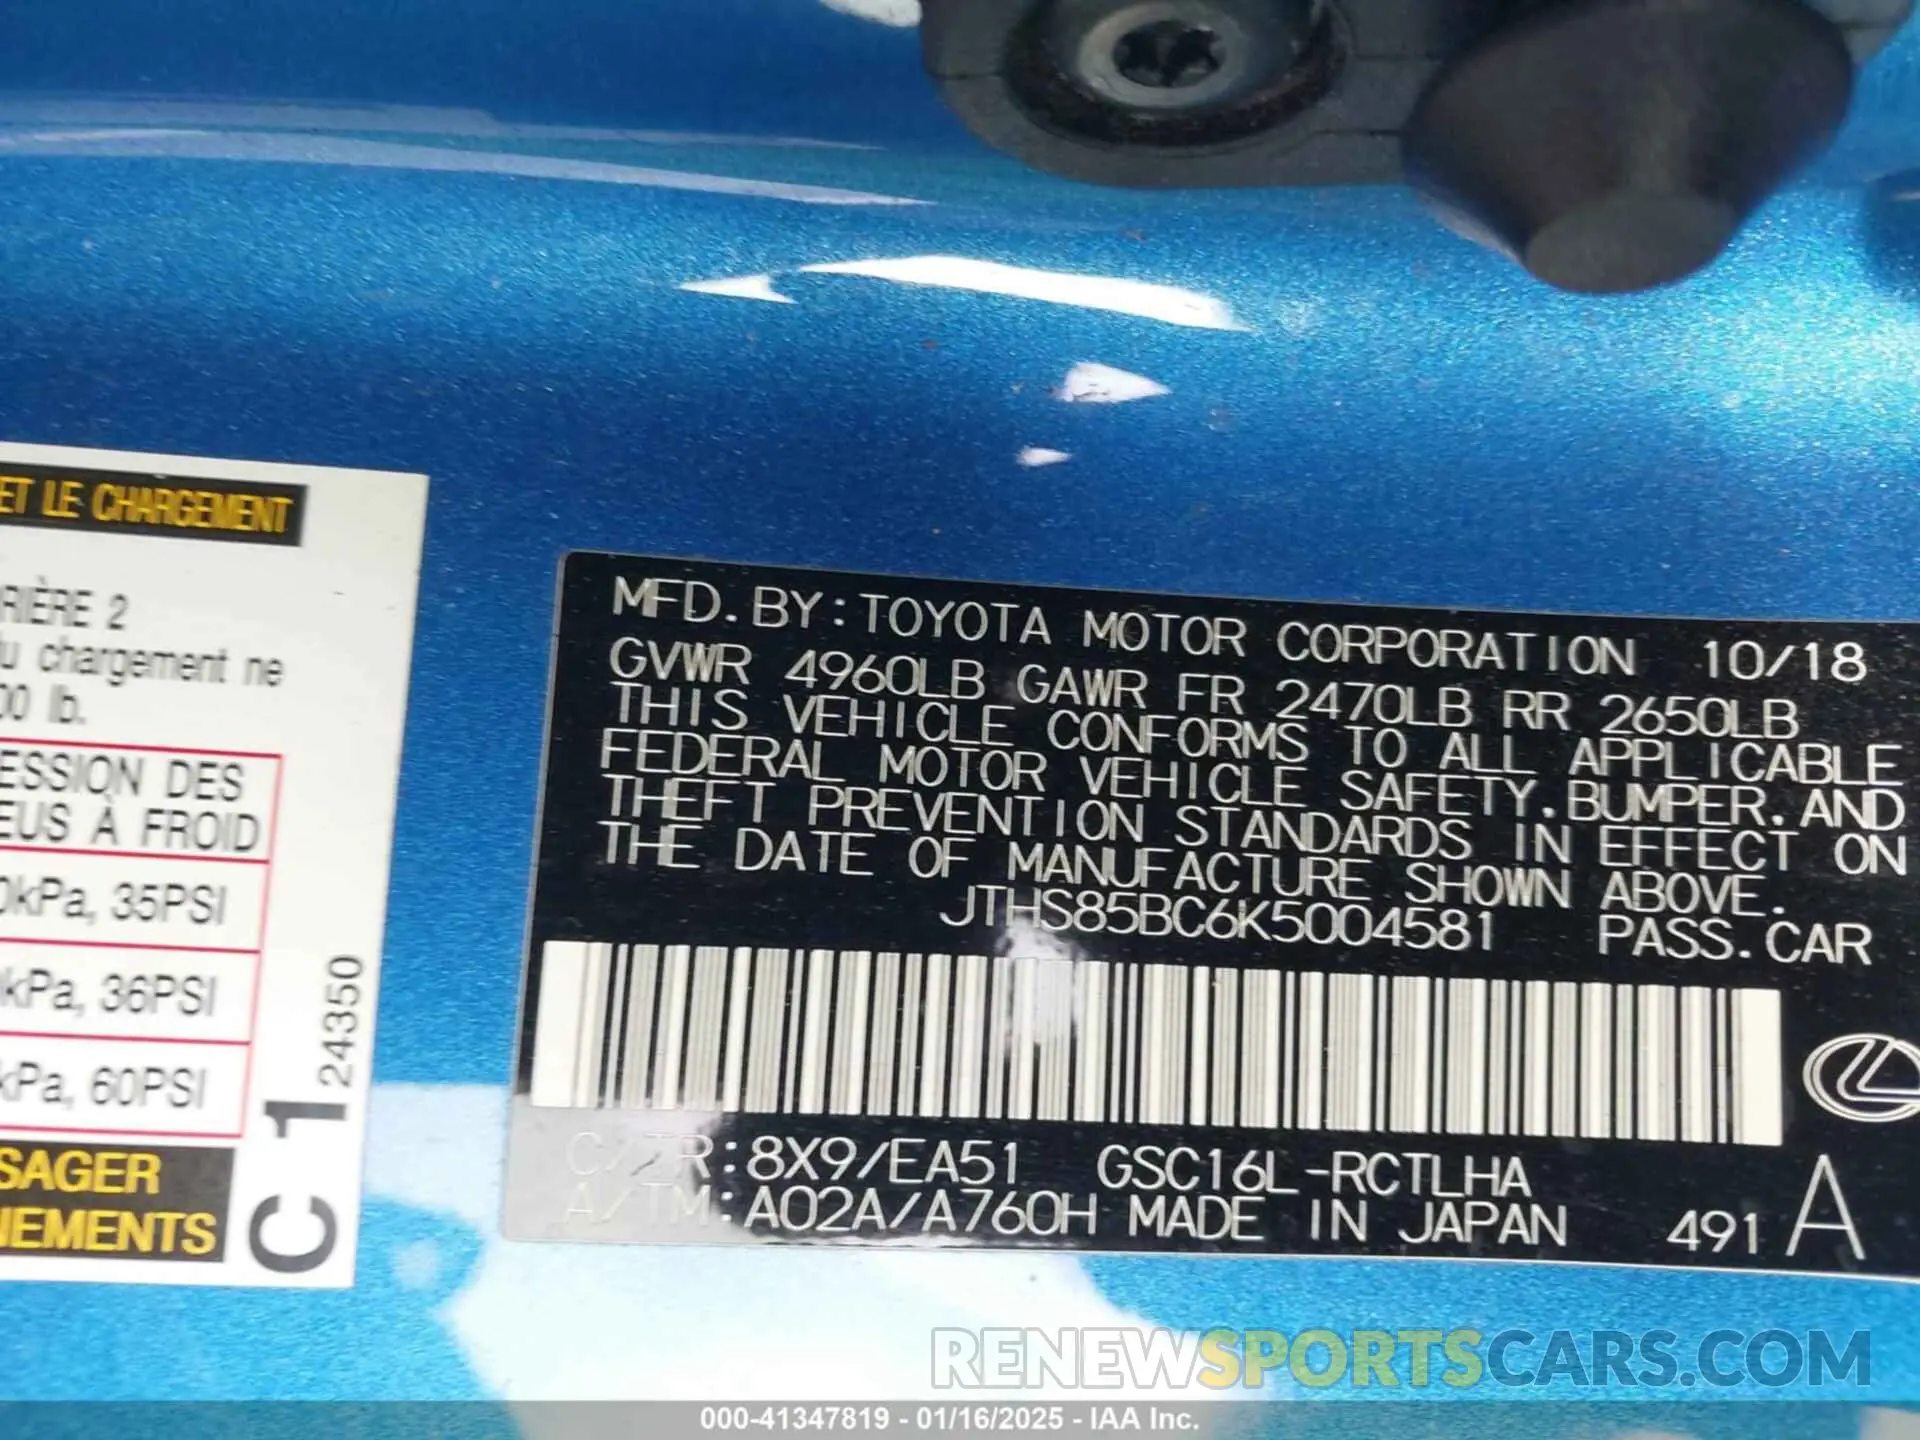 ET LE CHARGEMENT
RIÈRE 2
u chargement ne
00 lb.
ESSION DES
EUS À FROID
0kPa, 35PSI
kPa, 36PSI
kPa, 60PSI
SAGER
NEMENTS
C 1 24350
MFD.BY:TOYOTA MOTOR CORPORATION 10/18
GVWR 4960LB GAWR FR 2470LB RR 2650LB
THIS VEHICLE CONFORMS TO ALL APPLICABLE
FEDERAL MOTOR VEHICLE SAFETY.BUMPER.AND
THEFT PREVENTION STANDARDS IN EFFECT ON
THE DATE OF MANUFACTURE SHOWN ABOVE.
JTHS85BC6K5004581 PASS.CAR
C/TR:8X9/EA51 GSC16L-RCTLHA
A/TM:A02A/A760H MADE IN JAPAN 491 A
RENEWSPORTSCARS.COM
000-41347819 - 01/16/2025 - IAA Inc.